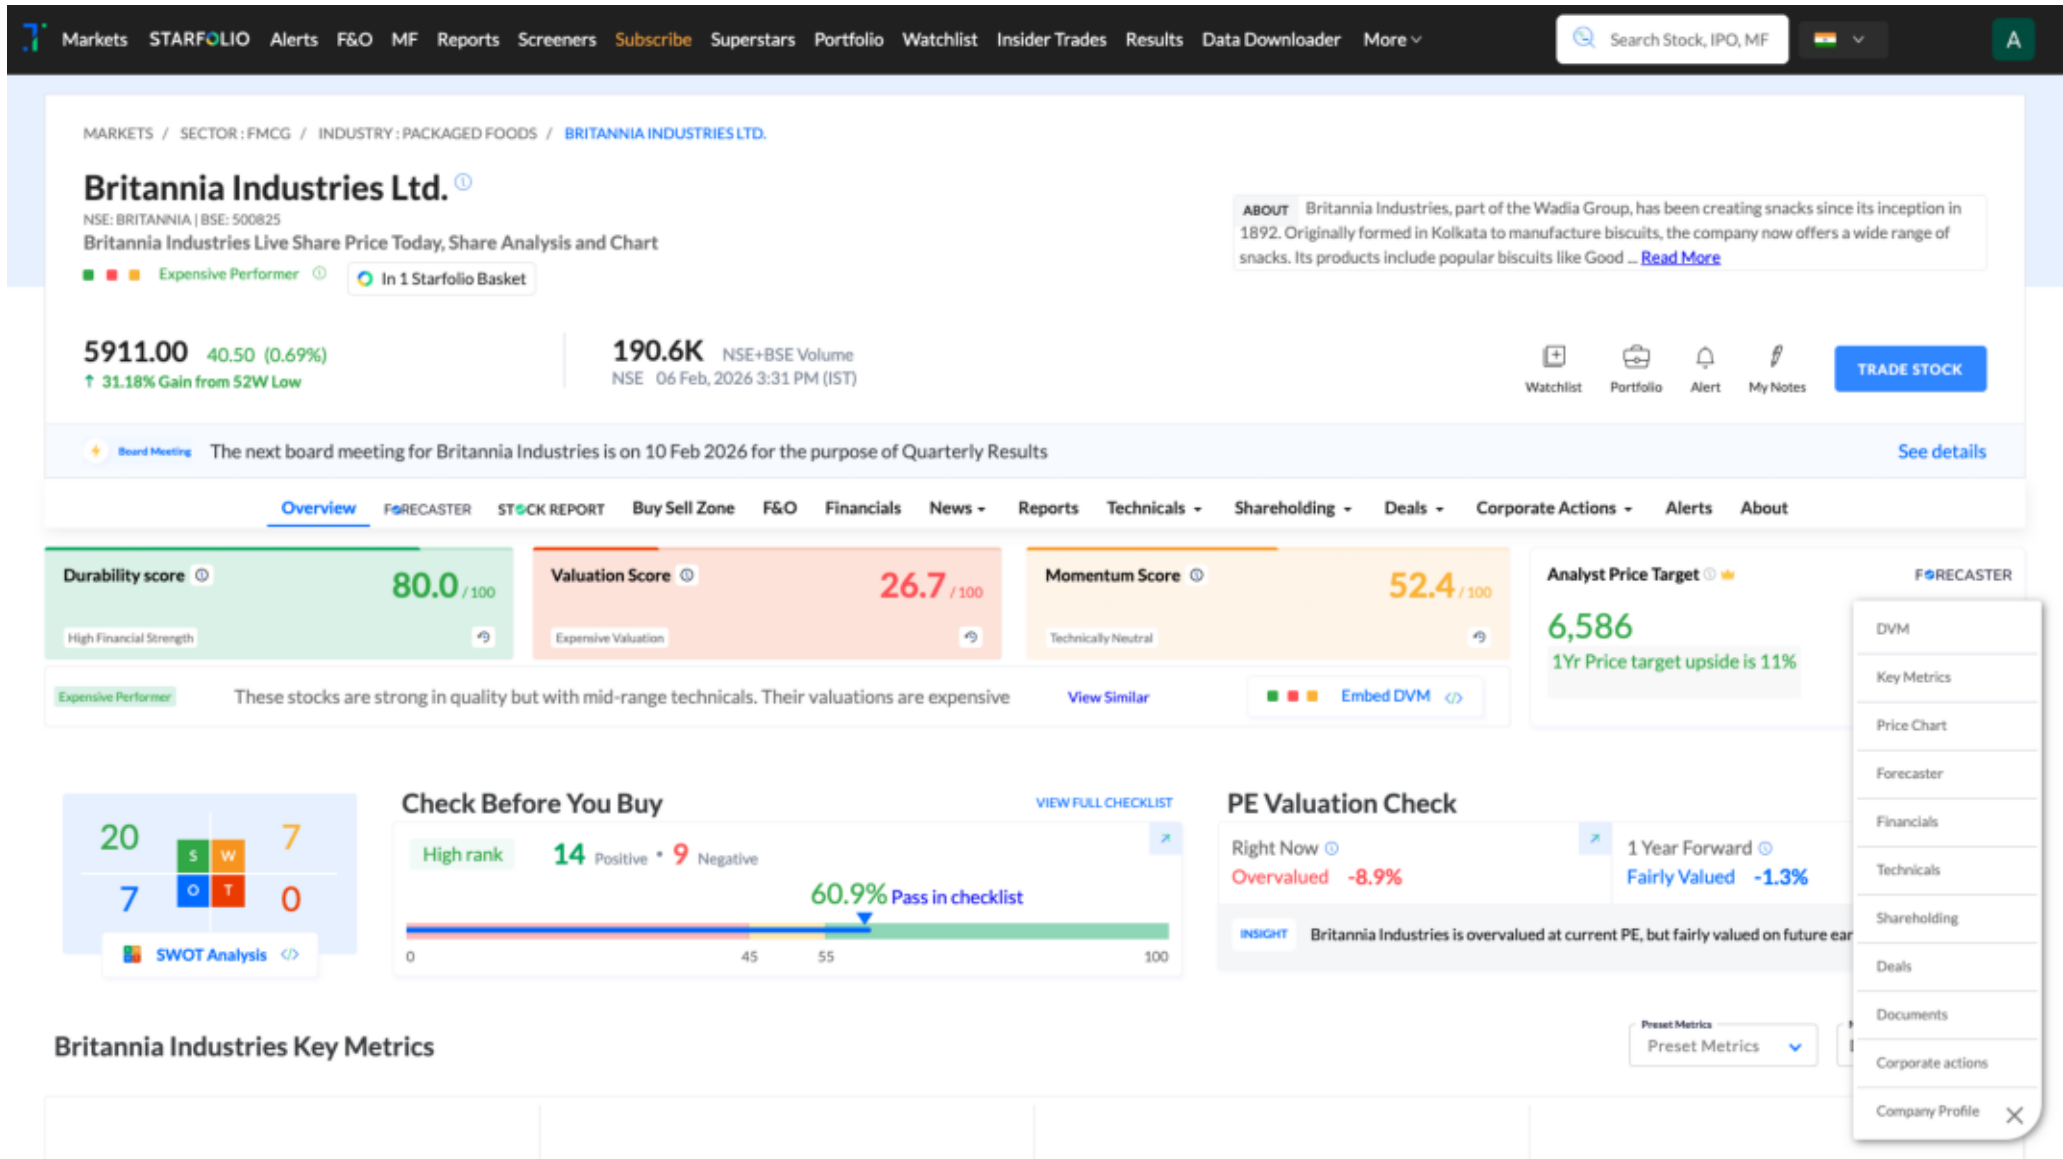 Markets STARFOLIO Alerts F&O MF Reports Screeners Subscribe Superstars Portfolio Watchlist Insider Trades Results Data Downloader More Search Stock, IPO, MF A
MARKETS / SECTOR : FMCG / INDUSTRY : PACKAGED FOODS / BRITANNIA INDUSTRIES LTD.
Britannia Industries Ltd.
NSE: BRITANNIA | BSE: 500825
Britannia Industries Live Share Price Today, Share Analysis and Chart
Expensive Performer In 1 Starfolio Basket
ABOUT Britannia Industries, part of the Wadia Group, has been creating snacks since its inception in
1892. Originally formed in Kolkata to manufacture biscuits, the company now offers a wide range of
snacks. Its products include popular biscuits like Good ... Read More
5911.00 40.50 (0.69%)
↑ 31.18% Gain from 52W Low
190.6K NSE+BSE Volume
NSE 06 Feb, 2026 3:31 PM (IST)
Watchlist Portfolio Alert My Notes TRADE STOCK
Board Meeting The next board meeting for Britannia Industries is on 10 Feb 2026 for the purpose of Quarterly Results See details
Overview FORECASTER STOCK REPORT Buy Sell Zone F&O Financials News Reports Technicals Shareholding Deals Corporate Actions Alerts About
Durability score 80.0 / 100
High Financial Strength
Valuation Score 26.7 / 100
Expensive Valuation
Momentum Score 52.4 / 100
Technically Neutral
Analyst Price Target FORECASTER
6,586
1Yr Price target upside is 11%
Expensive Performer These stocks are strong in quality but with mid-range technicals. Their valuations are expensive View Similar Embed DVM </>
20 S W 7
7 O T 0
SWOT Analysis </>
Check Before You Buy VIEW FULL CHECKLIST
High rank 14 Positive • 9 Negative
60.9% Pass in checklist
0 45 55 100
PE Valuation Check
Right Now
Overvalued -8.9%
1 Year Forward
Fairly Valued -1.3%
INSIGHT Britannia Industries is overvalued at current PE, but fairly valued on future ear
Britannia Industries Key Metrics
Preset Metrics
Preset Metrics
DVM
Key Metrics
Price Chart
Forecaster
Financials
Technicals
Shareholding
Deals
Documents
Corporate actions
Company Profile